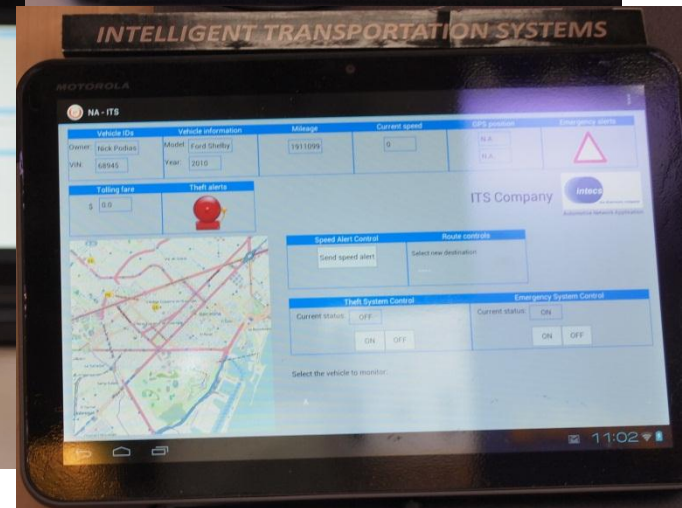 INTELLIGENT TRANSPORTATION SYSTEMS
MOTOROLA
NA - ITS
Vehicle IDs
Owner: Nick Podias
VIN: 68945
Vehicle information
Model: Ford Shelby
Year: 2010
Mileage
1911099
Current speed
0
GPS position
N.A.
N.A.
Emergency alerts
Tolling fare
$ 0.0
Theft alerts
ITS Company
intecs
Automotive Network Application
Speed Alert Control
Send speed alert
Route controls
Select new destination
Theft System Control
Current status: OFF
ON OFF
Emergency System Control
Current status: ON
ON OFF
Select the vehicle to monitor:
A
11:02